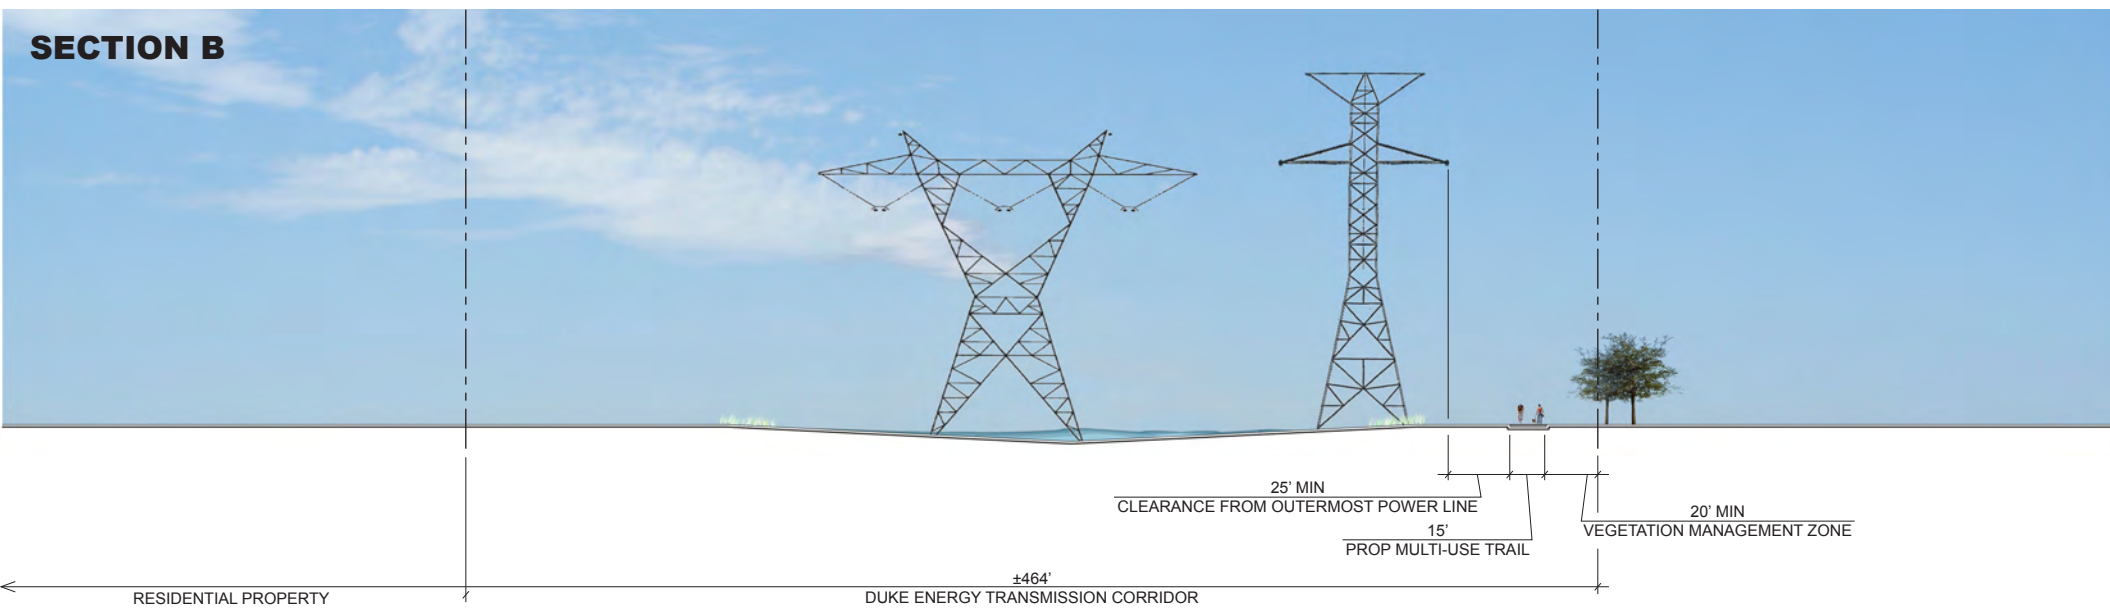 SECTION B
25’ MIN
CLEARANCE FROM OUTERMOST POWER LINE
15’
PROP MULTI-USE TRAIL
20’ MIN
VEGETATION MANAGEMENT ZONE
±464’
RESIDENTIAL PROPERTY
DUKE ENERGY TRANSMISSION CORRIDOR